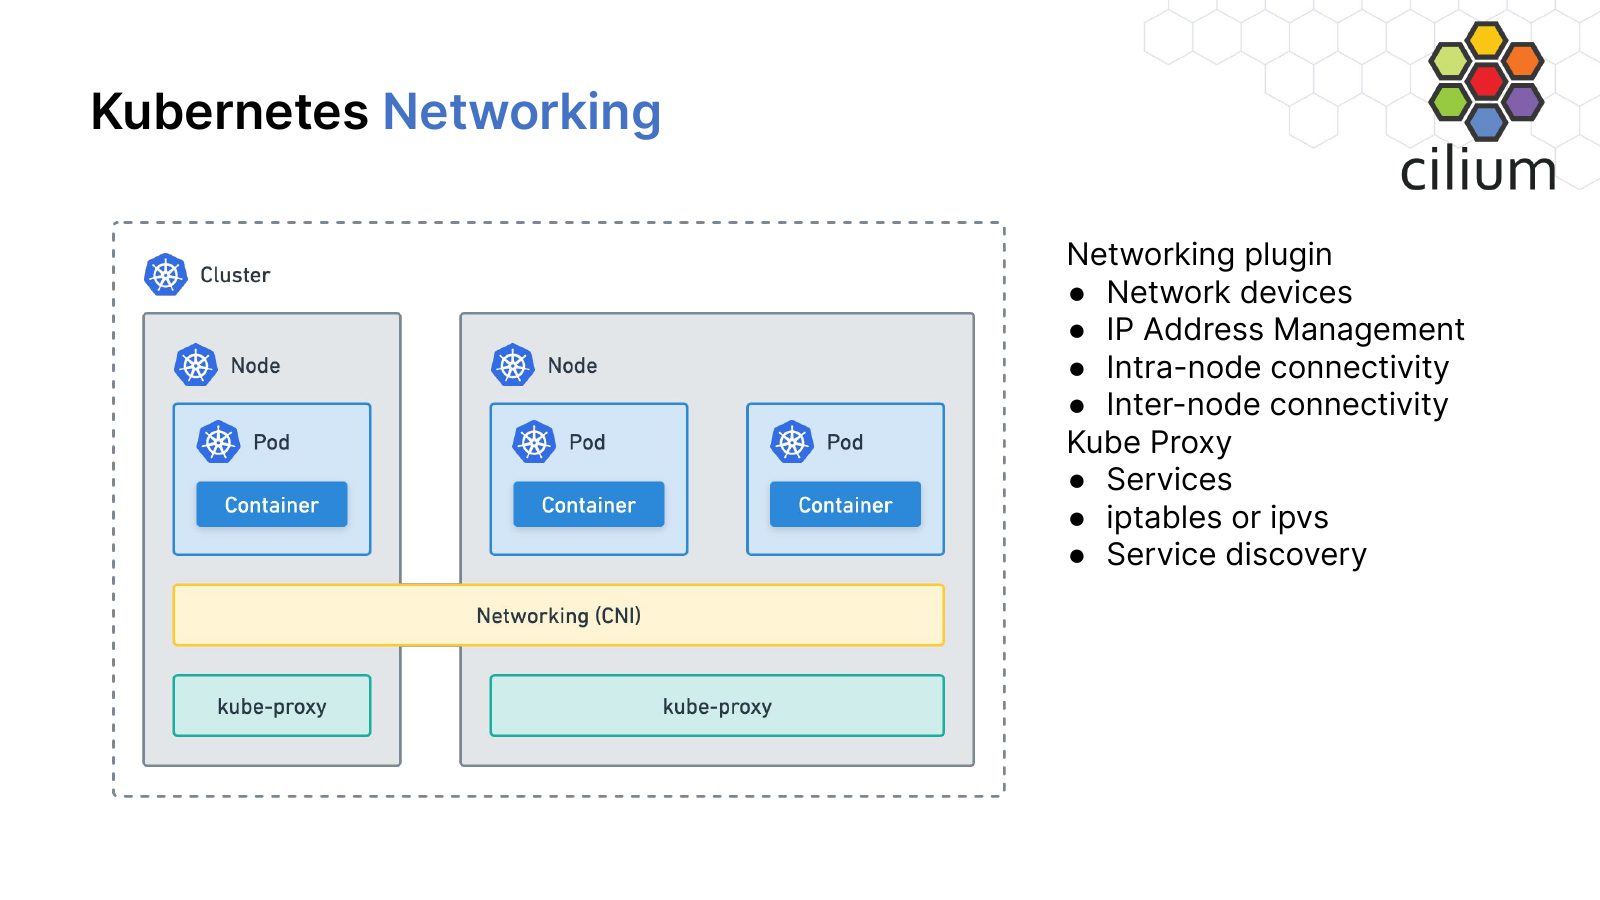 Kubernetes Networking
cilium
Cluster
Node
Pod
Container
Node
Pod
Container
Pod
Container
Networking (CNI)
kube-proxy
kube-proxy
Networking plugin
● Network devices
● IP Address Management
● Intra-node connectivity
● Inter-node connectivity
Kube Proxy
● Services
● iptables or ipvs
● Service discovery